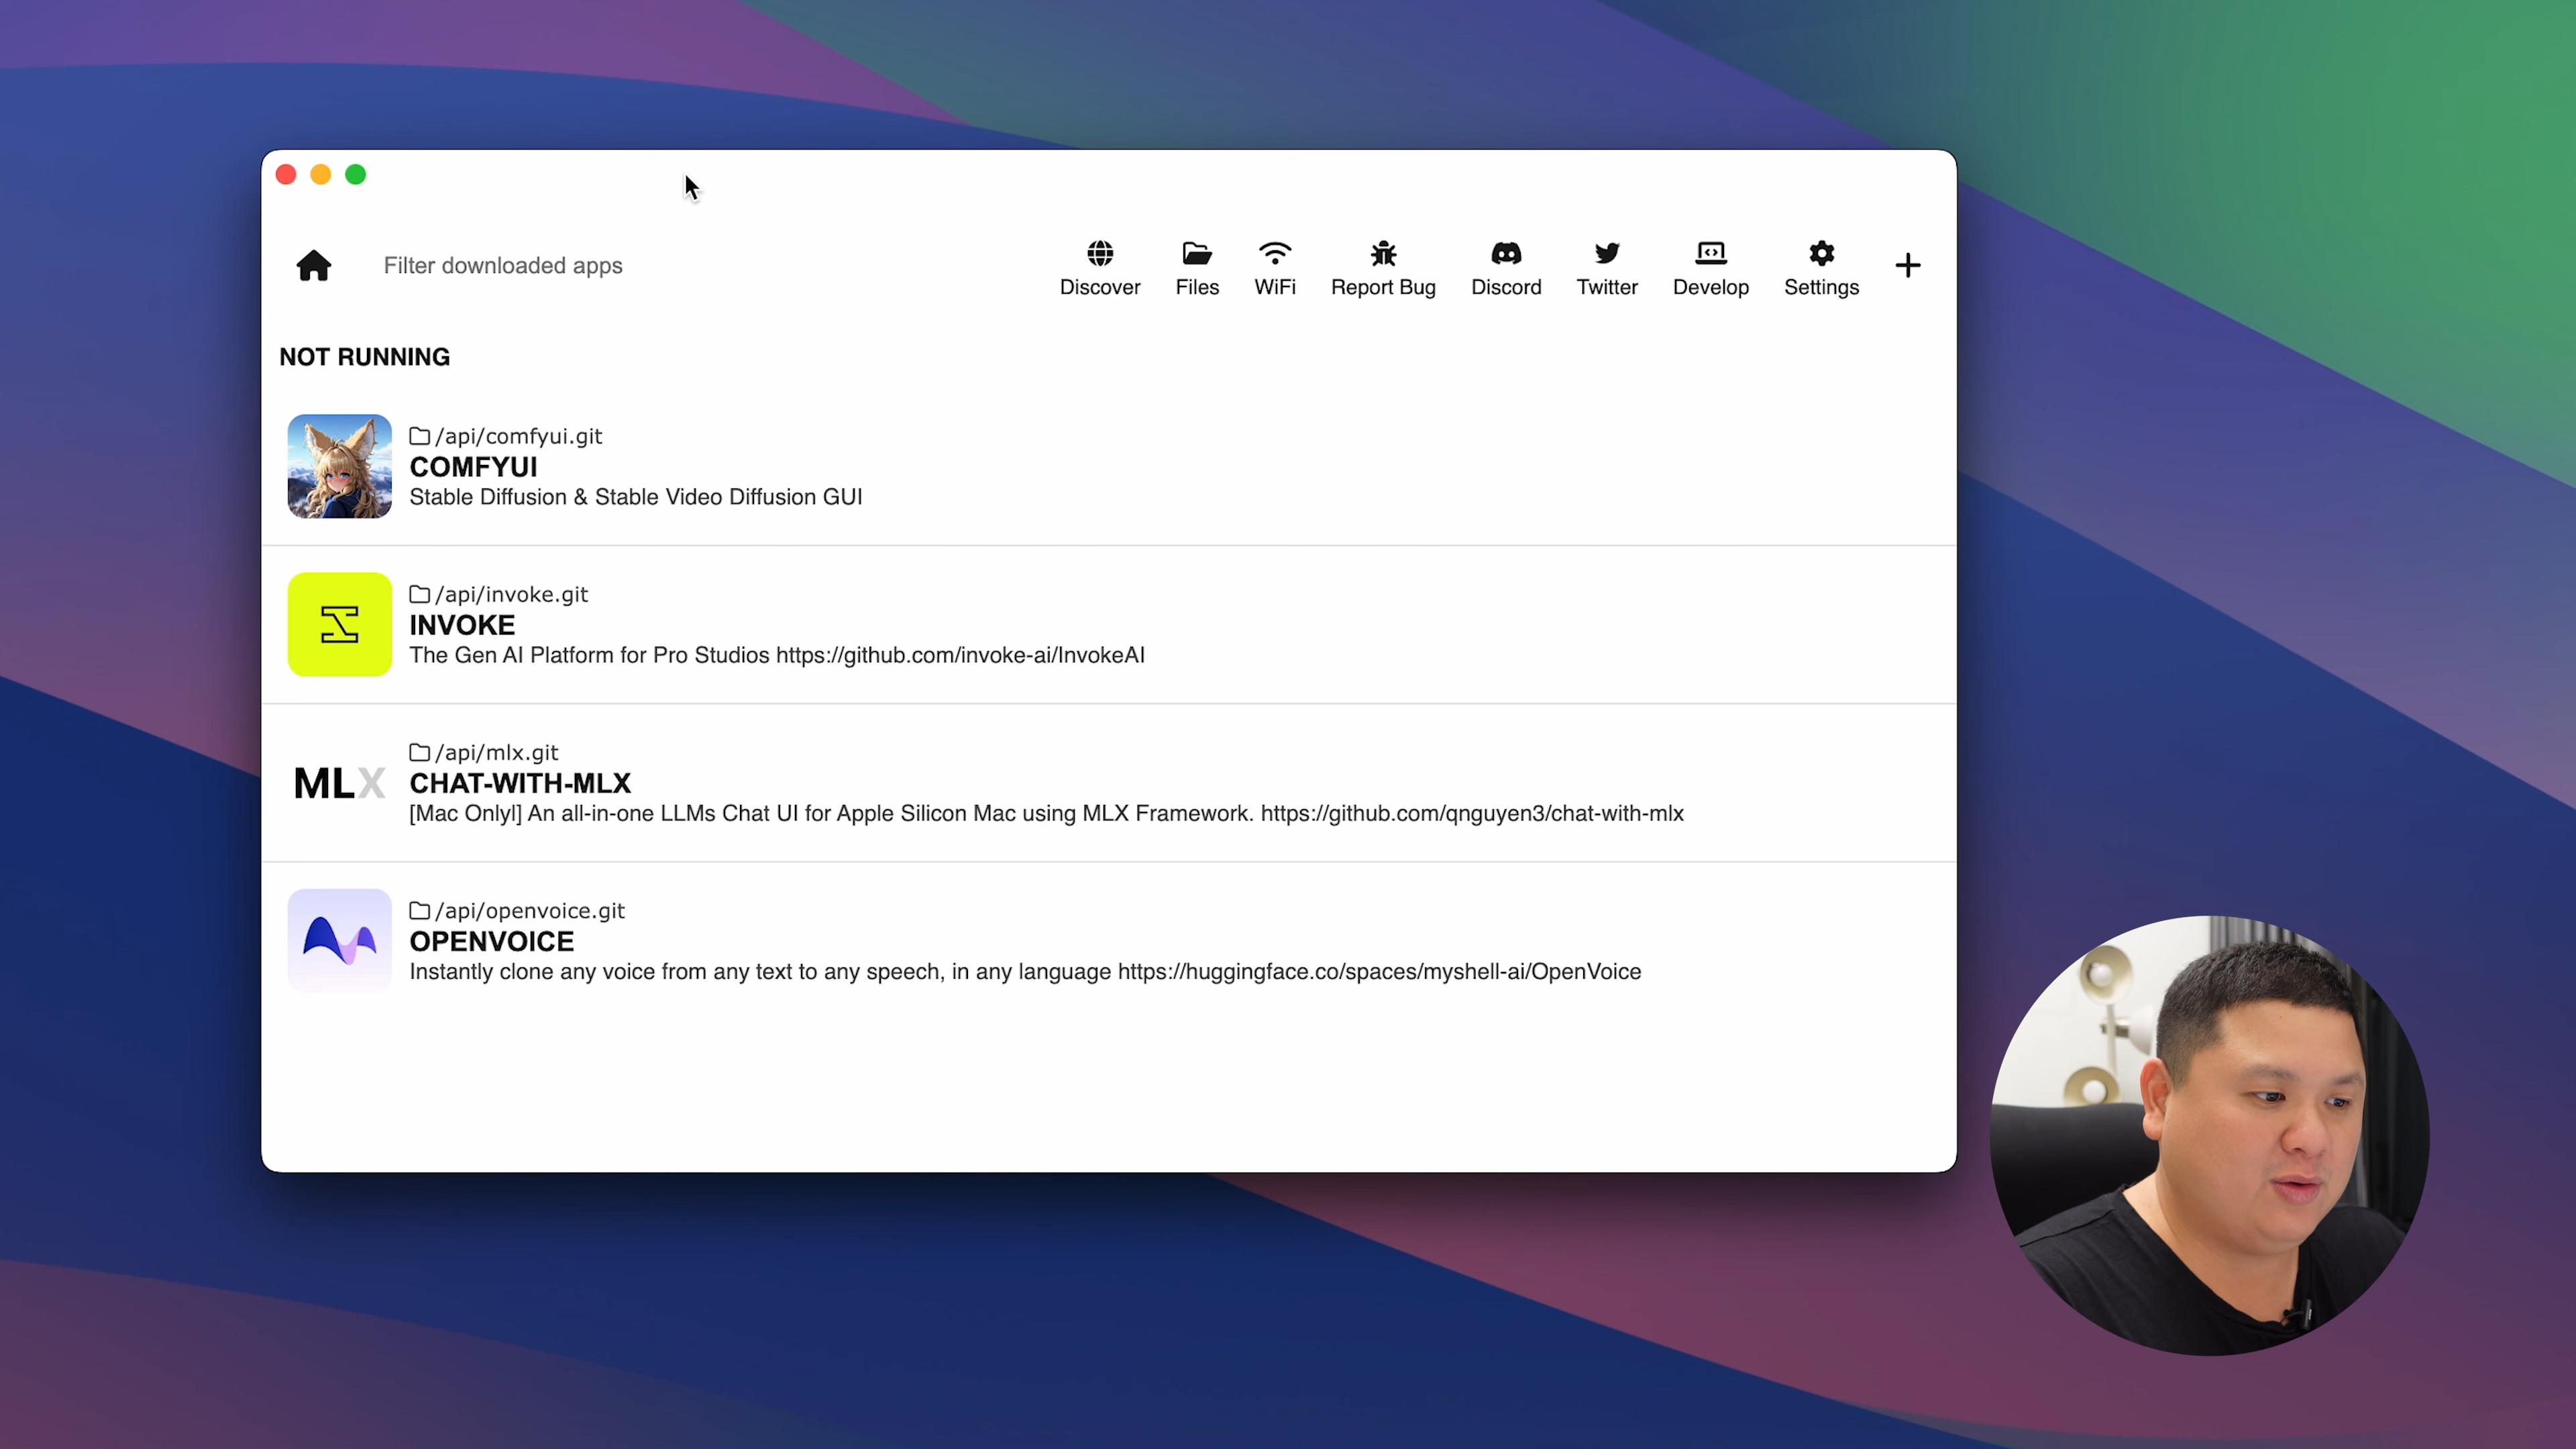 Filter downloaded apps
Discover
Files
WiFi
Report Bug
Discord
Twitter
Develop
Settings
NOT RUNNING
/api/comfyui.git
COMFYUI
Stable Diffusion & Stable Video Diffusion GUI
/api/invoke.git
INVOKE
The Gen AI Platform for Pro Studios https://github.com/invoke-ai/InvokeAI
MLX
/api/mlx.git
CHAT-WITH-MLX
[Mac Onlyl] An all-in-one LLMs Chat UI for Apple Silicon Mac using MLX Framework. https://github.com/qnguyen3/chat-with-mlx
/api/openvoice.git
OPENVOICE
Instantly clone any voice from any text to any speech, in any language https://huggingface.co/spaces/myshell-ai/OpenVoice